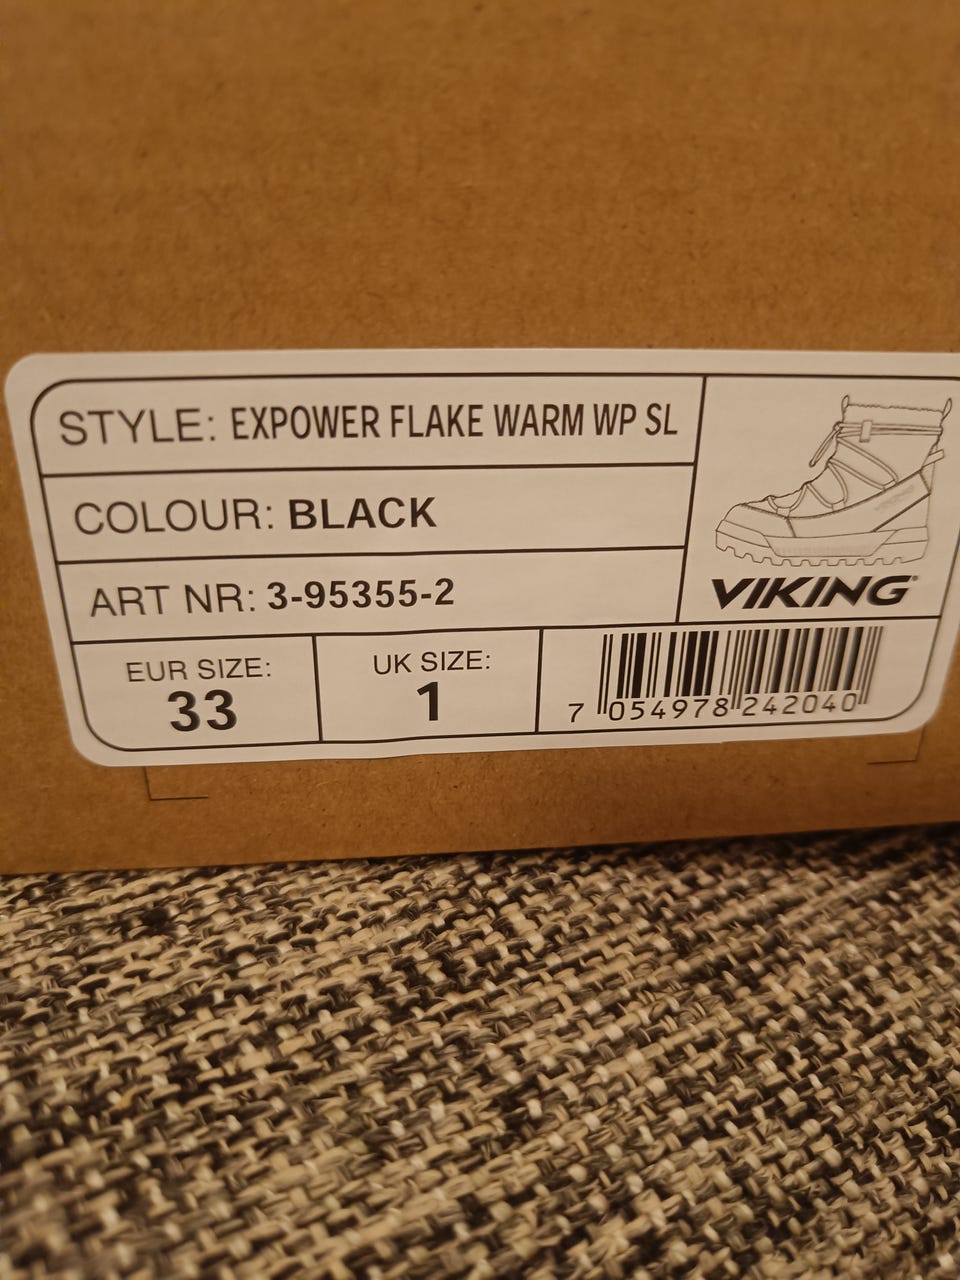 STYLE: EXPOWER FLAKE WARM WP SL
COLOUR: BLACK
ART NR: 3-95355-2
VIKING®
EUR SIZE:
33
UK SIZE:
1
7 054978 242040